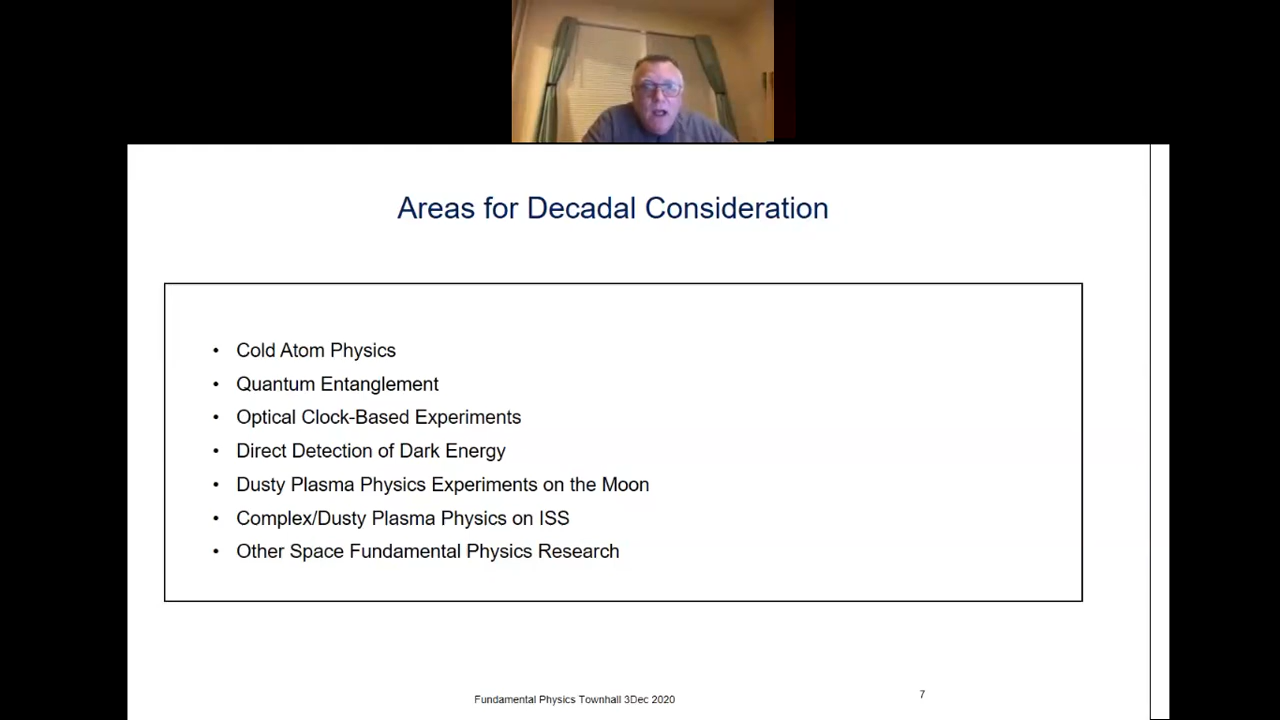 Areas for Decadal Consideration
• Cold Atom Physics
• Quantum Entanglement
• Optical Clock-Based Experiments
• Direct Detection of Dark Energy
• Dusty Plasma Physics Experiments on the Moon
• Complex/Dusty Plasma Physics on ISS
• Other Space Fundamental Physics Research
Fundamental Physics Townhall 3Dec 2020
7